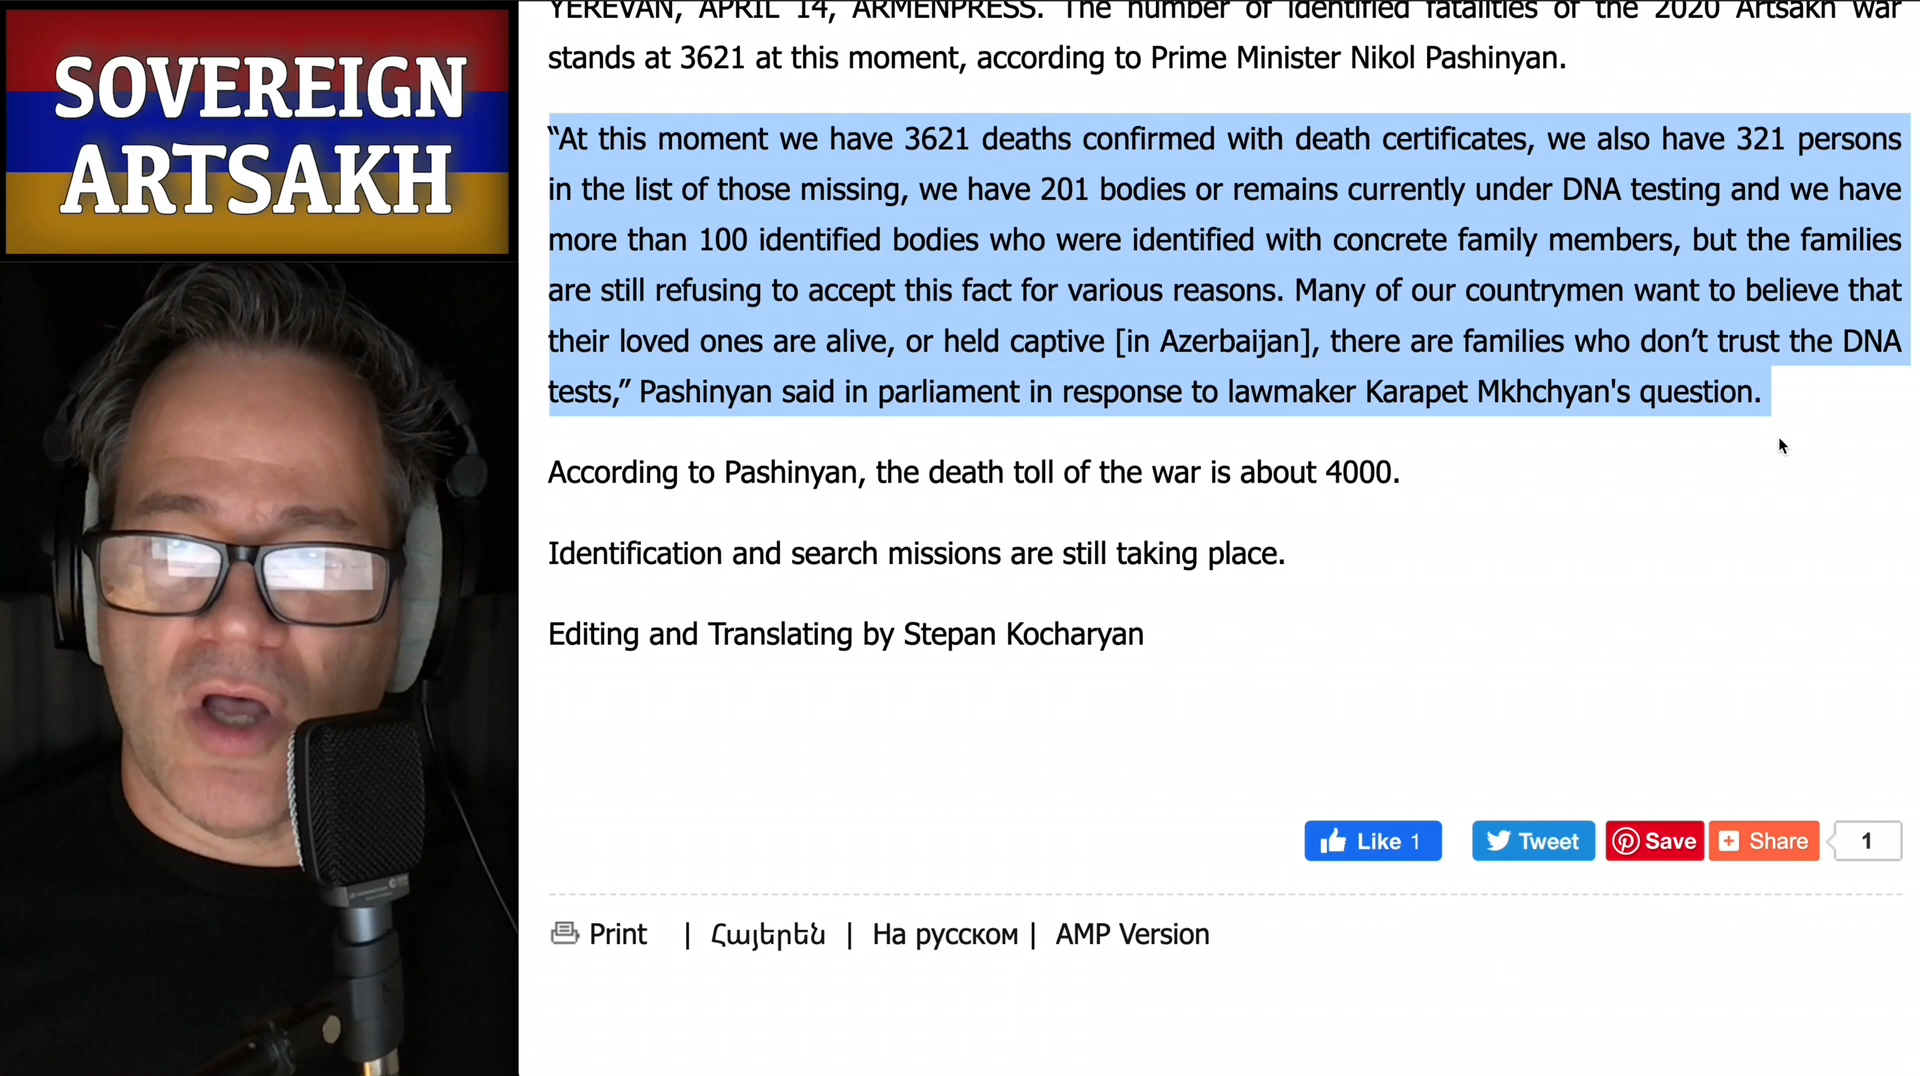 SOVEREIGN
ARTSAKH
YEREVAN, APRIL 14, ARMENPRESS. The number of identified fatalities of the 2020 Artsakh war
stands at 3621 at this moment, according to Prime Minister Nikol Pashinyan.
“At this moment we have 3621 deaths confirmed with death certificates, we also have 321 persons
in the list of those missing, we have 201 bodies or remains currently under DNA testing and we have
more than 100 identified bodies who were identified with concrete family members, but the families
are still refusing to accept this fact for various reasons. Many of our countrymen want to believe that
their loved ones are alive, or held captive [in Azerbaijan], there are families who don’t trust the DNA
tests,” Pashinyan said in parliament in response to lawmaker Karapet Mkhchyan's question.
According to Pashinyan, the death toll of the war is about 4000.
Identification and search missions are still taking place.
Editing and Translating by Stepan Kocharyan
Like 1 Tweet Save Share 1
Print | Հայերեն | На русском | AMP Version